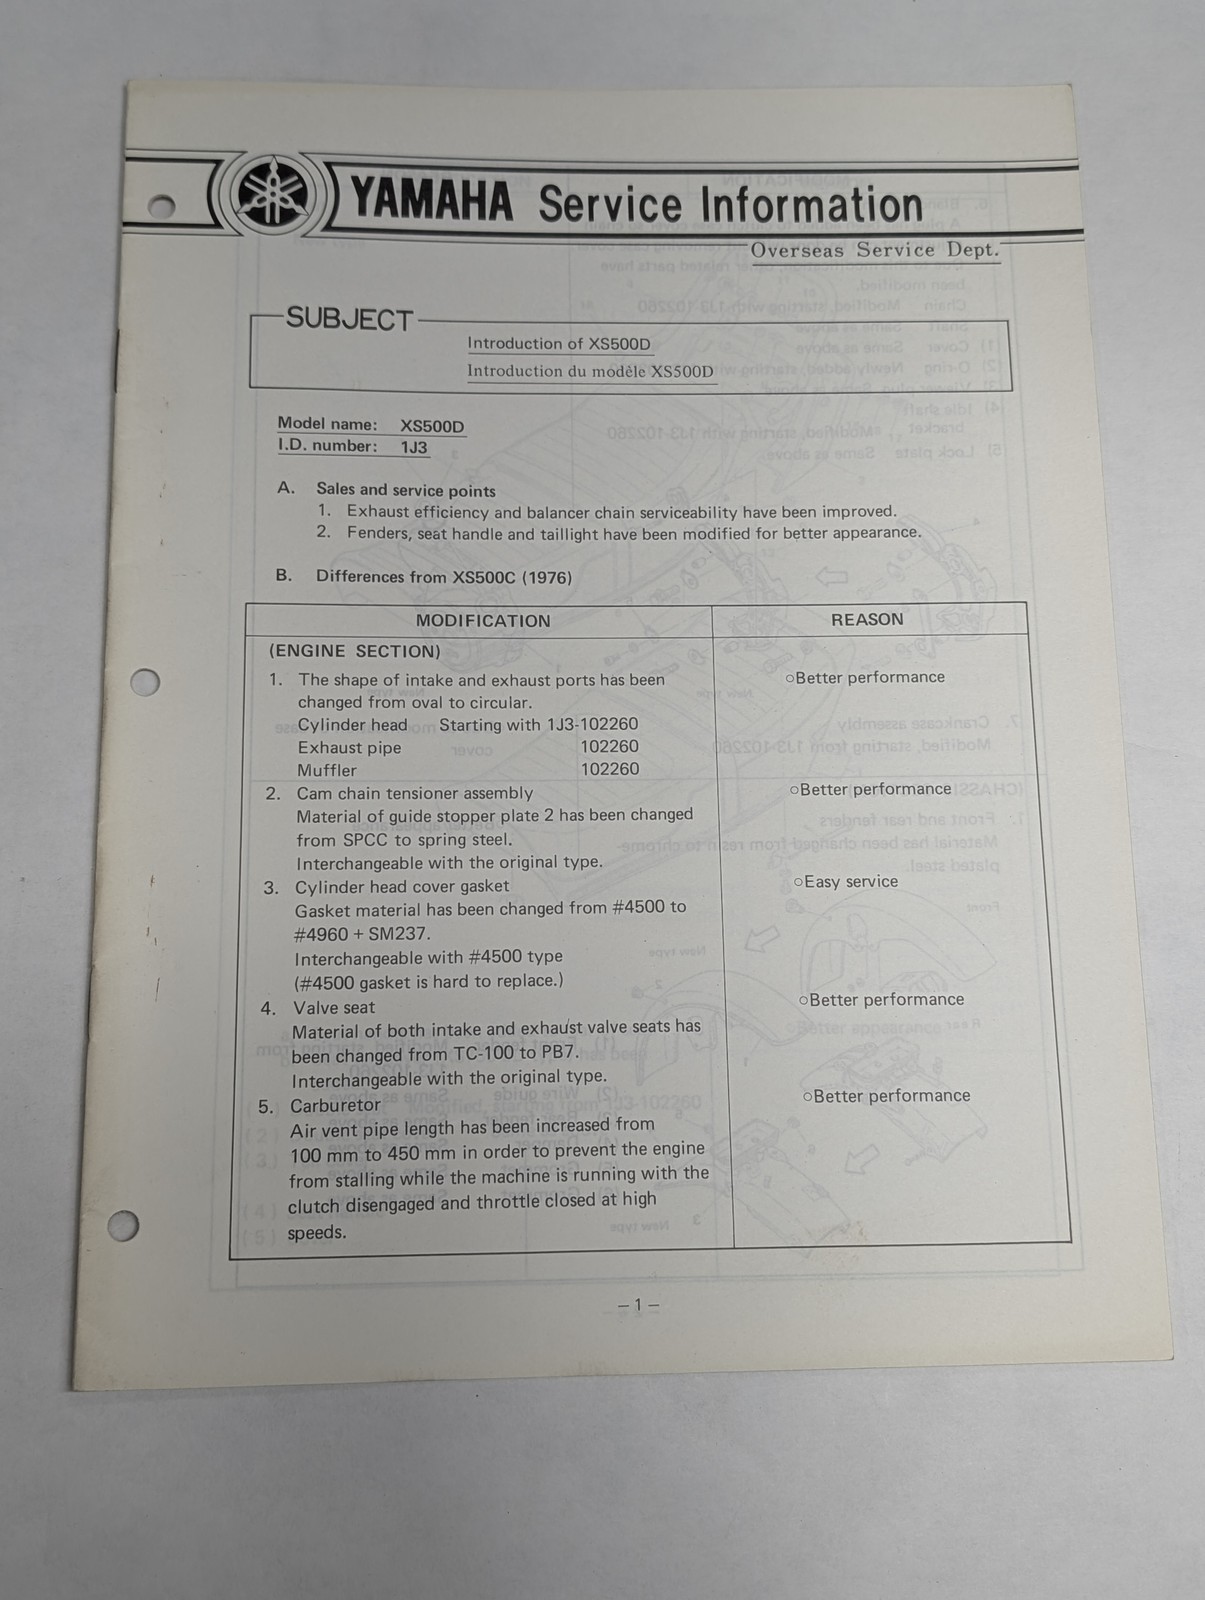 YAMAHA Service Information
Overseas Service Dept.
SUBJECT
Introduction of XS500D
Introduction du modèle XS500D
Model name: XS500D
I.D. number: 1J3
A. Sales and service points
1. Exhaust efficiency and balancer chain serviceability have been improved.
2. Fenders, seat handle and taillight have been modified for better appearance.
B. Differences from XS500C (1976)
MODIFICATION REASON
(ENGINE SECTION)
1. The shape of intake and exhaust ports has been ○Better performance
changed from oval to circular.
Cylinder head Starting with 1J3-102260
Exhaust pipe 102260
Muffler 102260
2. Cam chain tensioner assembly ○Better performance
Material of guide stopper plate 2 has been changed
from SPCC to spring steel.
Interchangeable with the original type.
3. Cylinder head cover gasket ○Easy service
Gasket material has been changed from #4500 to
#4960 + SM237.
Interchangeable with #4500 type
(#4500 gasket is hard to replace.)
4. Valve seat ○Better performance
Material of both intake and exhaust valve seats has
been changed from TC-100 to PB7.
Interchangeable with the original type.
5. Carburetor ○Better performance
Air vent pipe length has been increased from
100 mm to 450 mm in order to prevent the engine
from stalling while the machine is running with the
clutch disengaged and throttle closed at high
speeds.
– 1 –